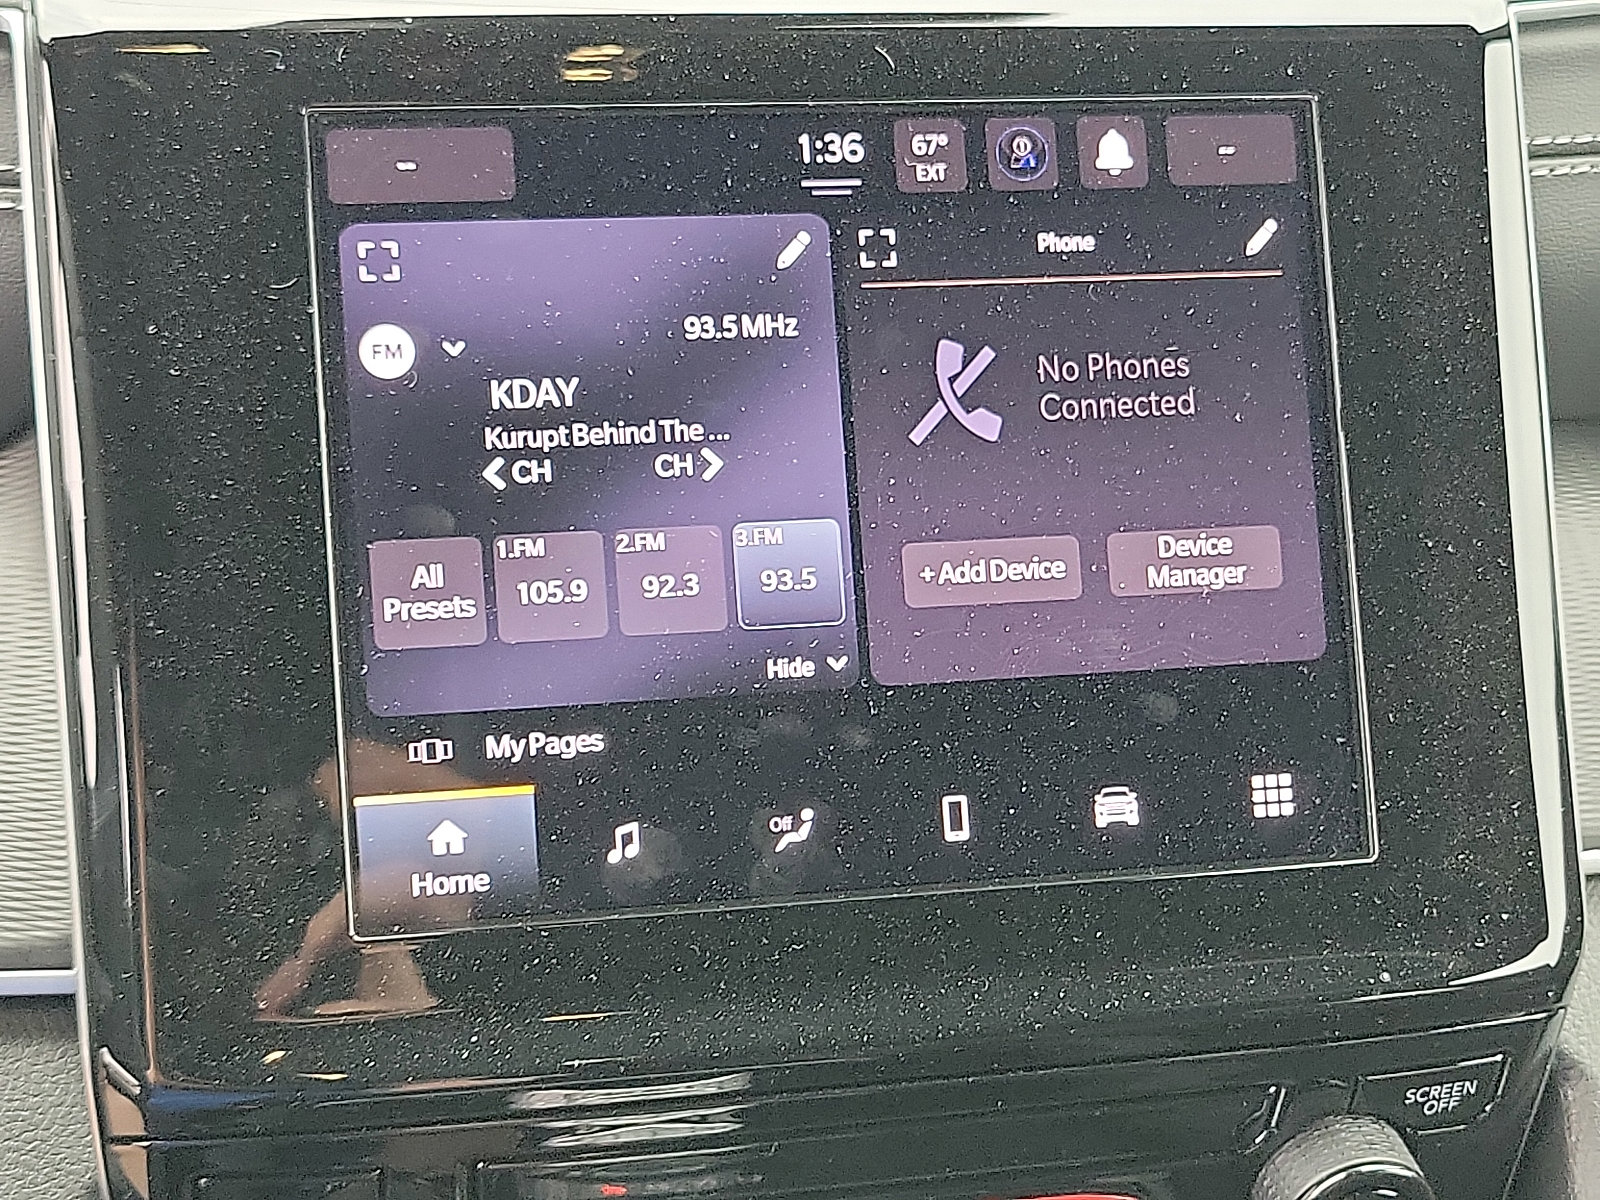 --
1:36
67°
EXT
--
Phone
93.5 MHz
FM
KDAY
Kurupt Behind The ...
CH
CH
No Phones
Connected
All
Presets
1.FM
105.9
2.FM
92.3
3.FM
93.5
+ Add Device
Device
Manager
Hide
My Pages
Off
Home
SCREEN
OFF